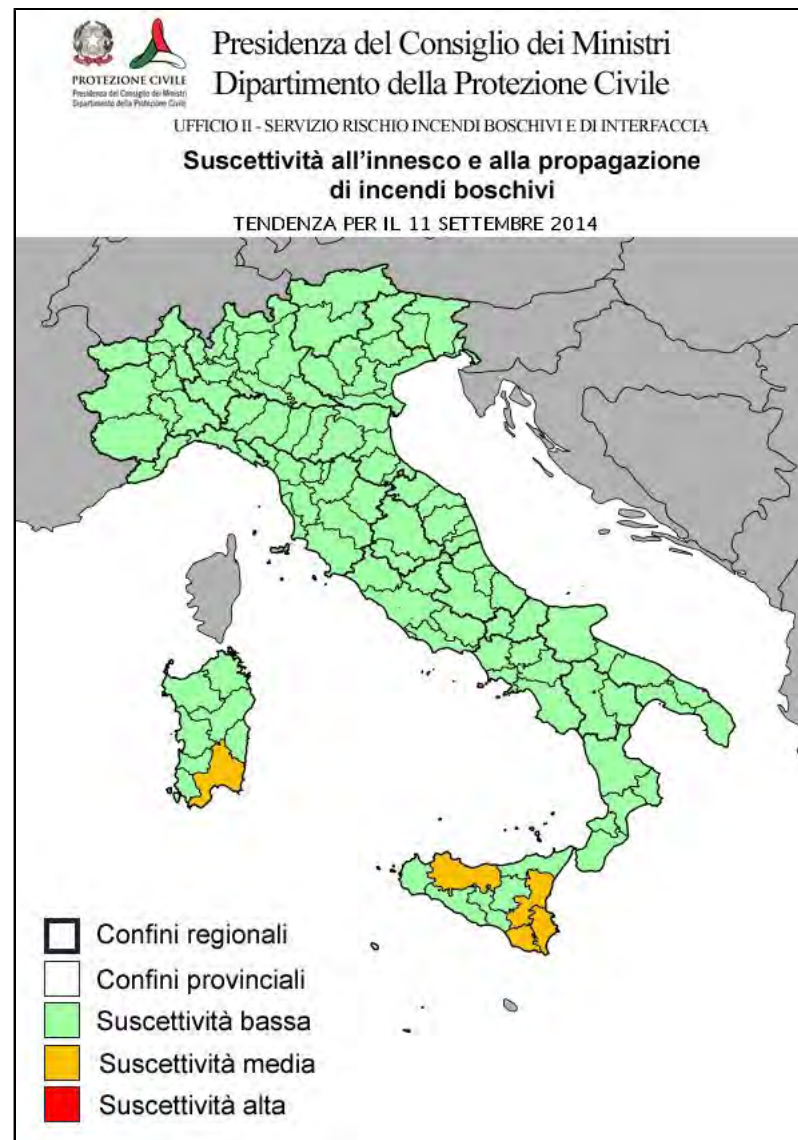 Presidenza del Consiglio dei Ministri
Dipartimento della Protezione Civile
PROTEZIONE CIVILE
Presidenza del Consiglio dei Ministri
Dipartimento della Protezione Civile
UFFICIO II - SERVIZIO RISCHIO INCENDI BOSCHIVI E DI INTERFACCIA
Suscettività all'innesco e alla propagazione
di incendi boschivi
TENDENZA PER IL 11 SETTEMBRE 2014
Confini regionali
Confini provinciali
Suscettività bassa
Suscettività media
Suscettività alta